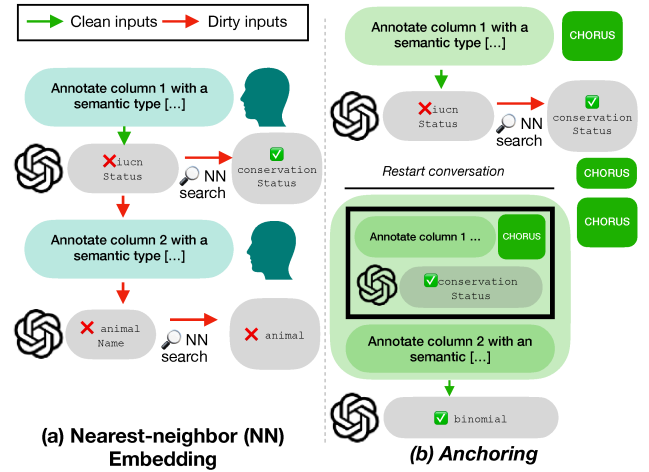 Clean inputs
Dirty inputs
Annotate column 1 with a
semantic type [...]
❌iucn
Status
🔎 NN
search
✅
conservation
Status
Annotate column 2 with a
semantic type [...]
❌ animal
Name
🔎 NN
search
❌ animal
(a) Nearest-neighbor (NN)
Embedding
Annotate column 1 with a
semantic type [...]
CHORUS
❌iucn
Status
🔎 NN
search
✅
conservation
Status
Restart conversation
CHORUS
CHORUS
Annotate column 1 ...
CHORUS
✅conservation
Status
Annotate column 2 with an
semantic [...]
✅ binomial
(b) Anchoring